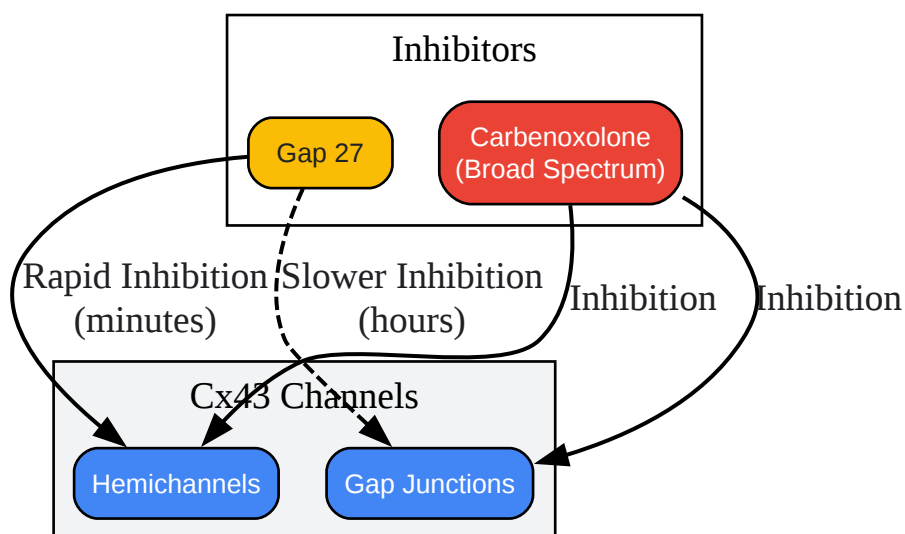 Inhibitors
Gap 27
Carbenoxolone
(Broad Spectrum)
Rapid Inhibition
(minutes)
Slower Inhibition
(hours)
Inhibition
Inhibition
Cx43 Channels
Hemichannels
Gap Junctions